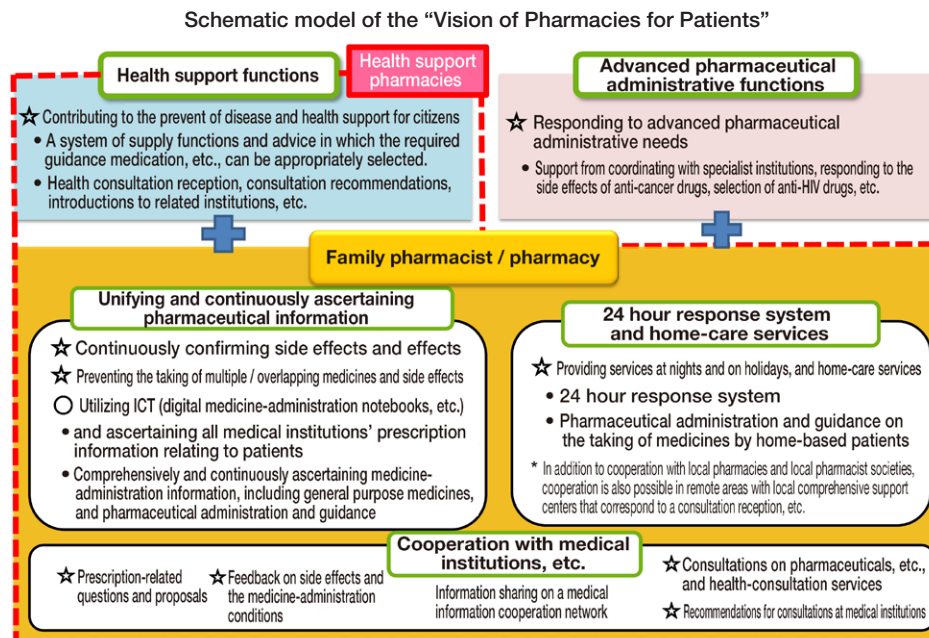 Schematic model of the “Vision of Pharmacies for Patients”
Health support functions
Health support
pharmacies
☆ Contributing to the prevent of disease and health support for citizens
• A system of supply functions and advice in which the required
guidance medication, etc., can be appropriately selected.
• Health consultation reception, consultation recommendations,
introductions to related institutions, etc.
Advanced pharmaceutical
administrative functions
☆ Responding to advanced pharmaceutical
administrative needs
• Support from coordinating with specialist institutions, responding to the
side effects of anti-cancer drugs, selection of anti-HIV drugs, etc.
Family pharmacist / pharmacy
Unifying and continuously ascertaining
pharmaceutical information
☆ Continuously confirming side effects and effects
☆ Preventing the taking of multiple / overlapping medicines and side effects
○ Utilizing ICT (digital medicine-administration notebooks, etc.)
• and ascertaining all medical institutions’ prescription
information relating to patients
• Comprehensively and continuously ascertaining medicine-
administration information, including general purpose medicines,
and pharmaceutical administration and guidance
24 hour response system
and home-care services
☆ Providing services at nights and on holidays, and home-care services
• 24 hour response system
• Pharmaceutical administration and guidance on
the taking of medicines by home-based patients
* In addition to cooperation with local pharmacies and local pharmacist societies,
cooperation is also possible in remote areas with local comprehensive support
centers that correspond to a consultation reception, etc.
Cooperation with medical
institutions, etc.
☆ Prescription-related
questions and proposals
☆ Feedback on side effects and
the medicine-administration
conditions
Information sharing on a medical
information cooperation network
☆ Consultations on pharmaceuticals, etc.,
and health-consultation services
☆ Recommendations for consultations at medical institutions